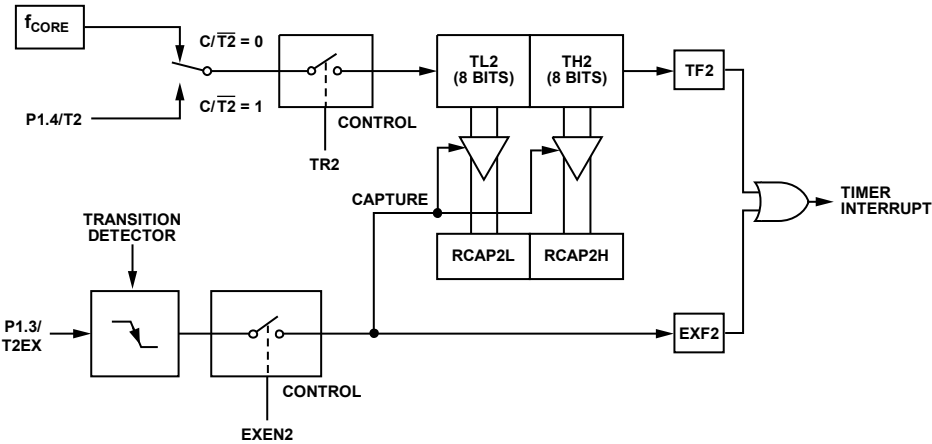 fCORE
C/T2 = 0
C/T2 = 1
P1.4/T2
CONTROL
TR2
TL2
(8 BITS)
TH2
(8 BITS)
TF2
CAPTURE
TRANSITION
DETECTOR
RCAP2L
RCAP2H
TIMER
INTERRUPT
P1.3/
T2EX
EXF2
CONTROL
EXEN2